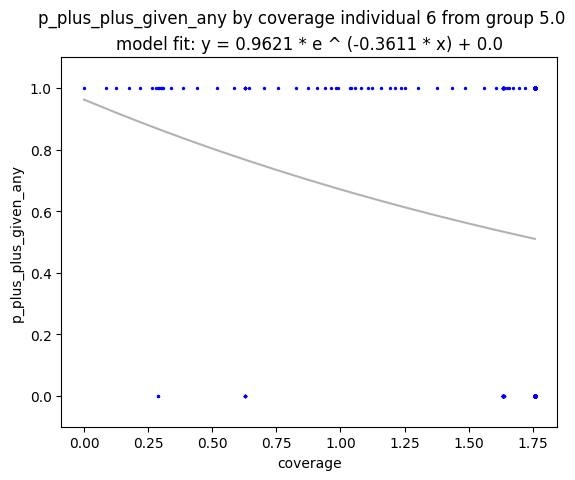 p_plus_plus_given_any by coverage individual 6 from group 5.0
model fit: y = 0.9621 * e ^ (-0.3611 * x) + 0.0
p_plus_plus_given_any
1.0
0.8
0.6
0.4
0.2
0.0
0.00 0.25 0.50 0.75 1.00 1.25 1.50 1.75
coverage